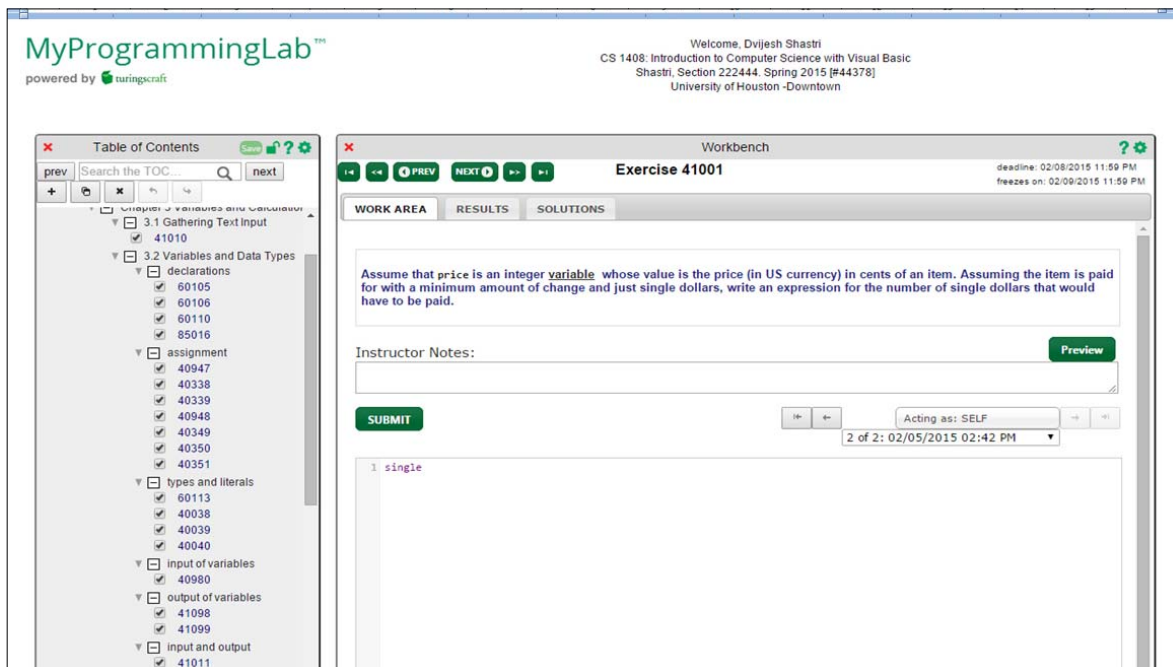 MyProgrammingLab™
powered by turingscraft
Welcome, Dvijesh Shastri
CS 1408: Introduction to Computer Science with Visual Basic
Shastri, Section 222444. Spring 2015 [#44378]
University of Houston -Downtown
Table of Contents
Save
?
prev
Search the TOC...
next
Chapter 3 Variables and Calculation
3.1 Gathering Text Input
41010
3.2 Variables and Data Types
declarations
60105
60106
60110
85016
assignment
40947
40338
40339
40948
40349
40350
40351
types and literals
60113
40038
40039
40040
input of variables
40980
output of variables
41098
41099
input and output
41011
Workbench
?
PREV
NEXT
Exercise 41001
deadline: 02/08/2015 11:59 PM
freezes on: 02/09/2015 11:59 PM
WORK AREA
RESULTS
SOLUTIONS
Assume that price is an integer variable whose value is the price (in US currency) in cents of an item. Assuming the item is paid
for with a minimum amount of change and just single dollars, write an expression for the number of single dollars that would
have to be paid.
Instructor Notes:
Preview
SUBMIT
Acting as: SELF
2 of 2: 02/05/2015 02:42 PM
1 single